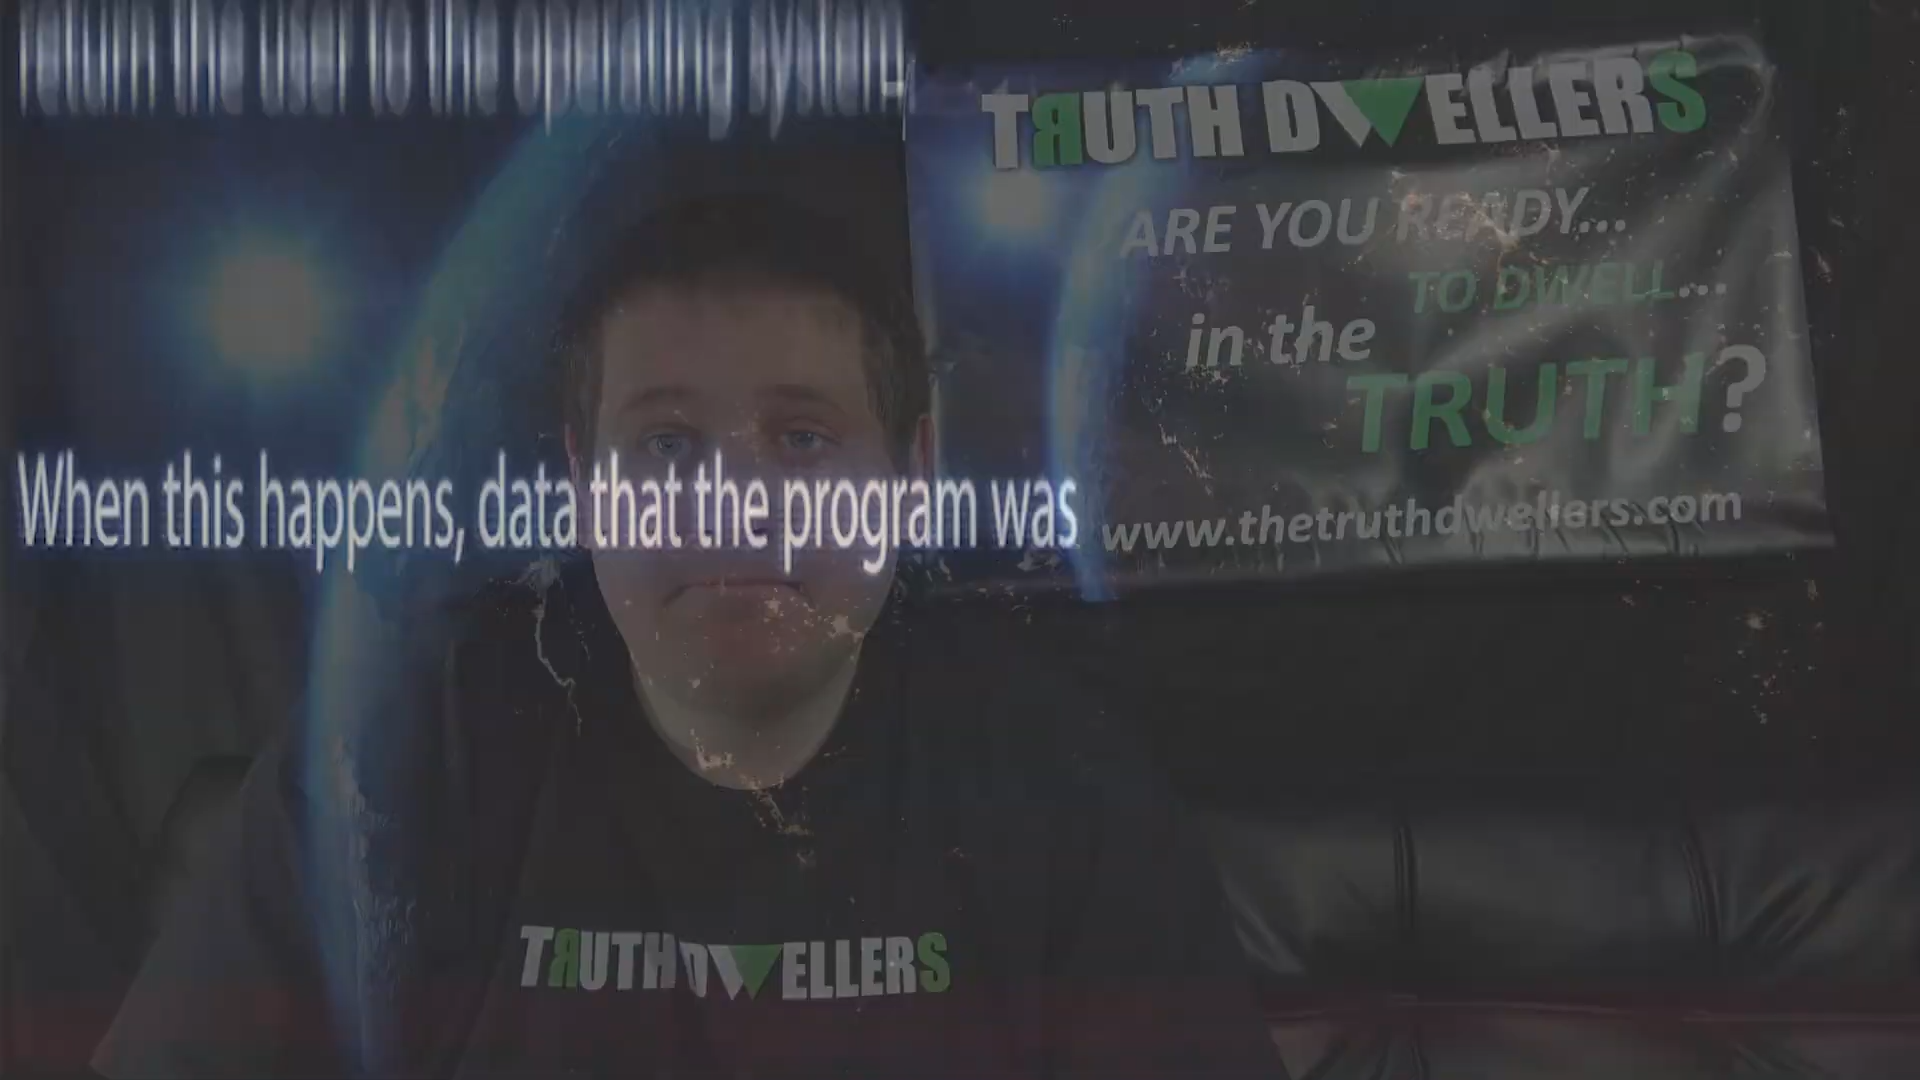 return the user to the operating system.
TRUTH DWELLERS
ARE YOU READY...
TO DWELL...
in the
TRUTH?
When this happens, data that the program was
www.thetruthdwellers.com
TRUTH DWELLERS